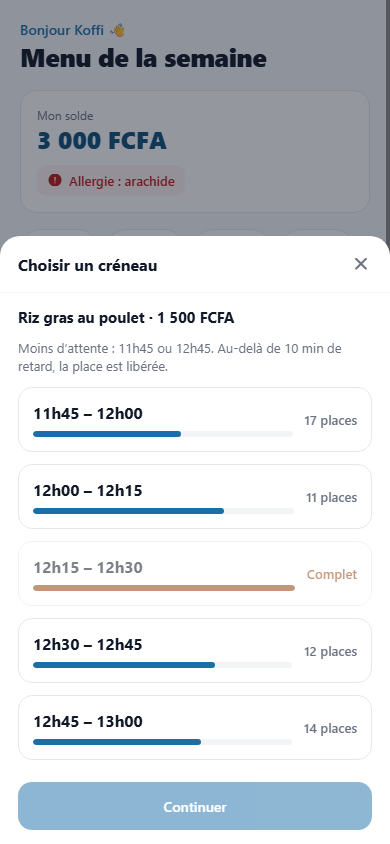 Bonjour Koffi 👋
Menu de la semaine
Mon solde
3 000 FCFA
Allergie : arachide
Choisir un créneau
Riz gras au poulet · 1 500 FCFA
Moins d’attente : 11h45 ou 12h45. Au-delà de 10 min de
retard, la place est libérée.
11h45 – 12h00
17 places
12h00 – 12h15
11 places
12h15 – 12h30
Complet
12h30 – 12h45
12 places
12h45 – 13h00
14 places
Continuer